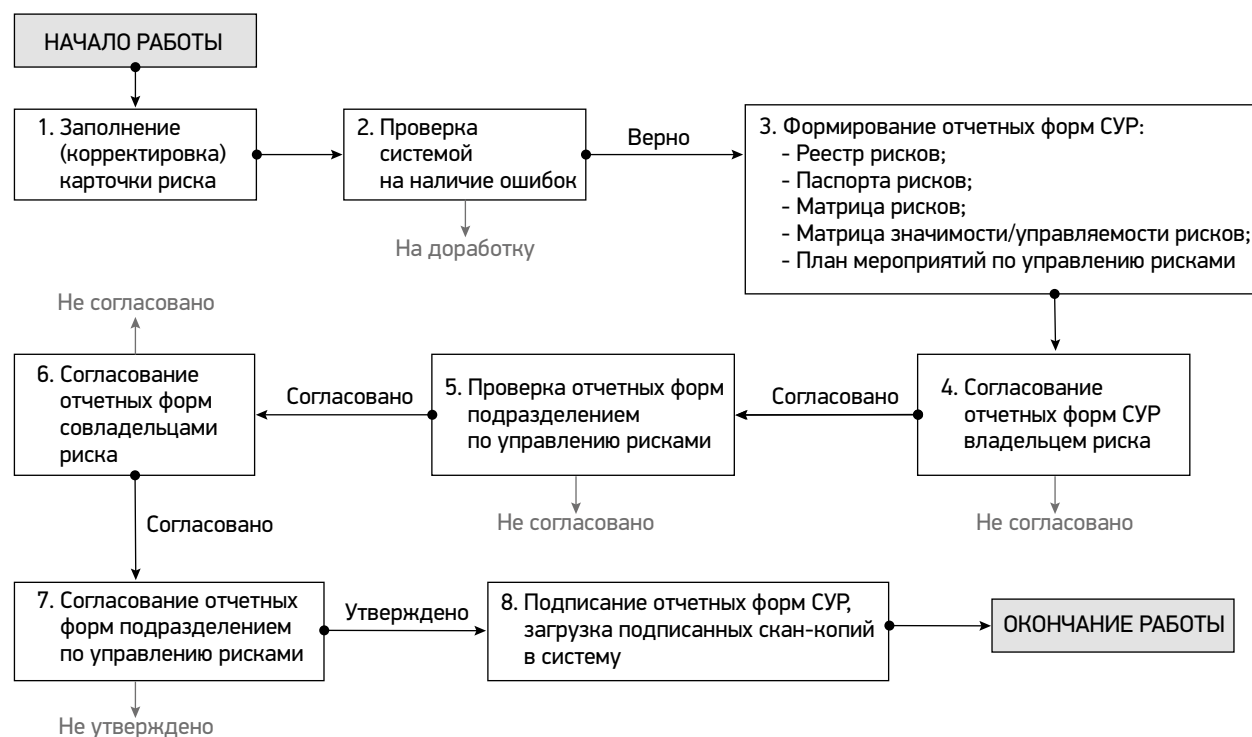 НАЧАЛО РАБОТЫ
1. Заполнение
(корректировка)
карточки риска
2. Проверка
системой
на наличие ошибок
Верно
На доработку
3. Формирование отчетных форм СУР:
- Реестр рисков;
- Паспорта рисков;
- Матрица рисков;
- Матрица значимости/управляемости рисков;
- План мероприятий по управлению рисками
4. Согласование
отчетных форм СУР
владельцем риска
Не согласовано
Согласовано
5. Проверка отчетных форм
подразделением
по управлению рисками
Не согласовано
Согласовано
Не согласовано
6. Согласование
отчетных форм
совладельцами
риска
Согласовано
7. Согласование отчетных
форм подразделением
по управлению рисками
Не утверждено
Утверждено
8. Подписание отчетных форм СУР,
загрузка подписанных скан-копий
в систему
ОКОНЧАНИЕ РАБОТЫ